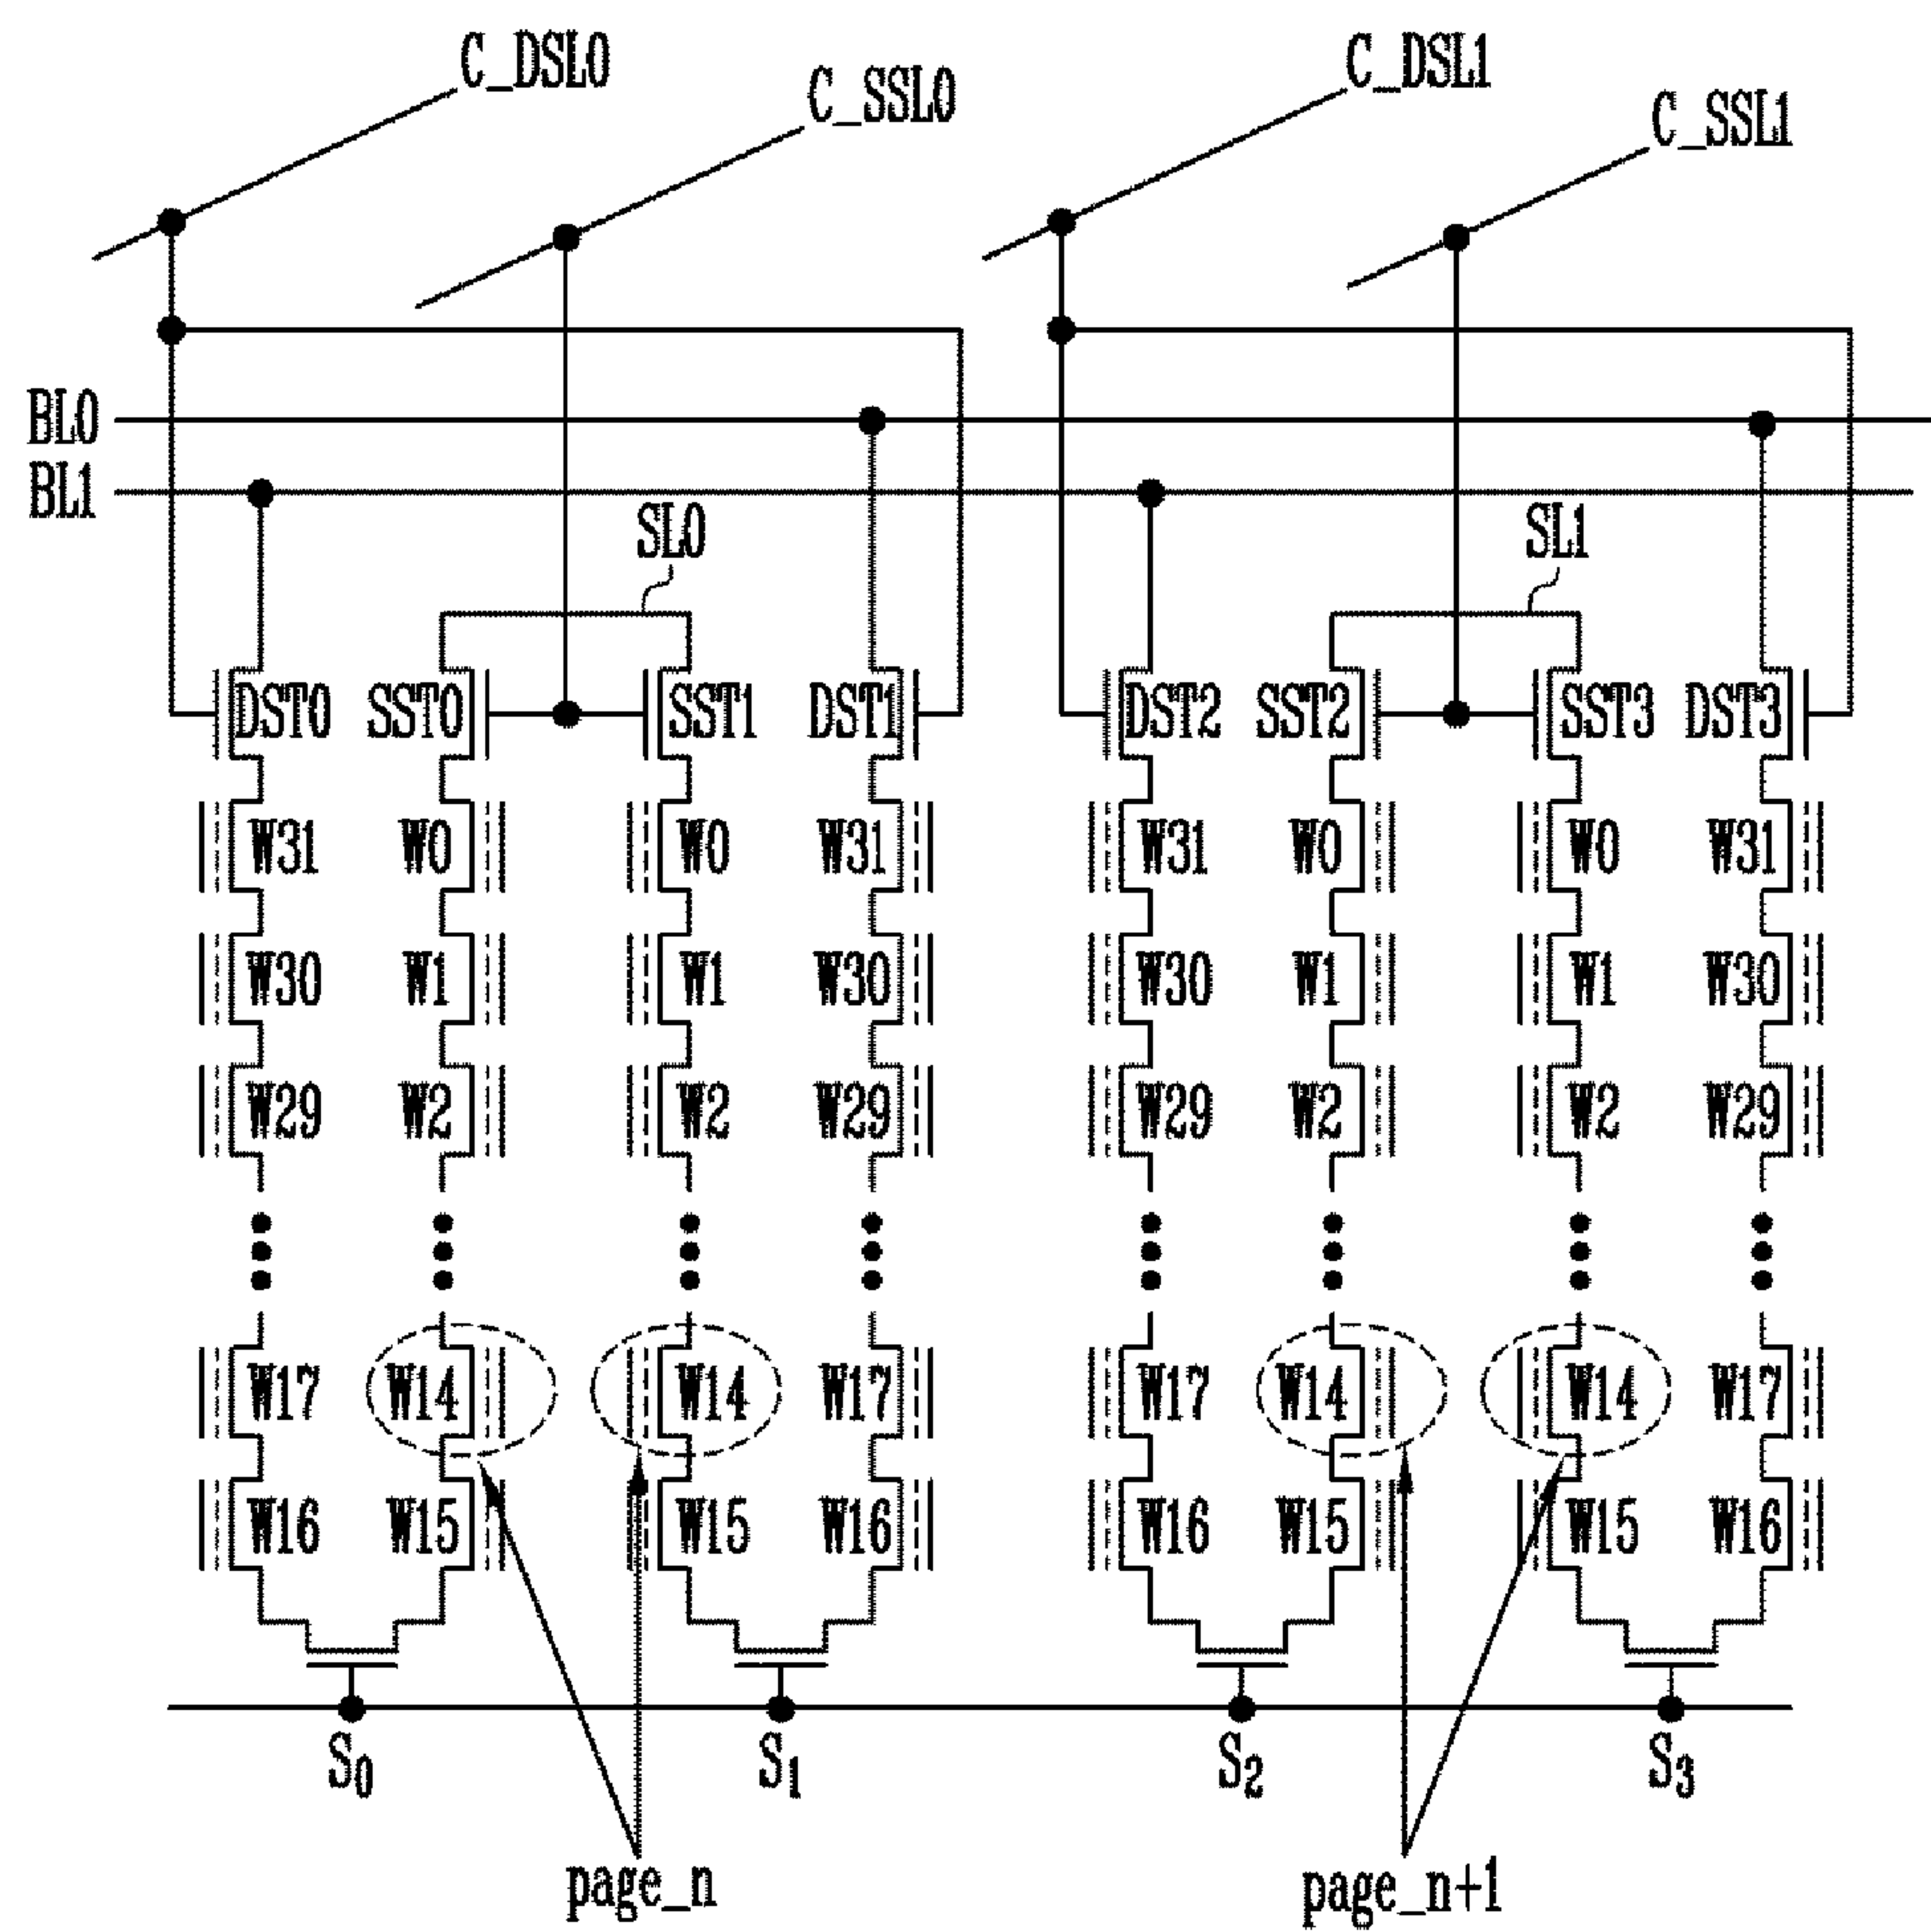 C_DSL0
C_SSL0
C_DSL1
C_SSL1
BL0
BL1
SL0
SL1
DST0 SST0 SST1 DST1 DST2 SST2 SST3 DST3
W31 W0 W0 W31 W31 W0 W0 W31
W30 W1 W1 W30 W30 W1 W1 W30
W29 W2 W2 W29 W29 W2 W2 W29
W17 W14 W14 W17 W17 W14 W14 W17
W16 W15 W15 W16 W16 W15 W15 W16
S0 S1 S2 S3
page_n page_n+1